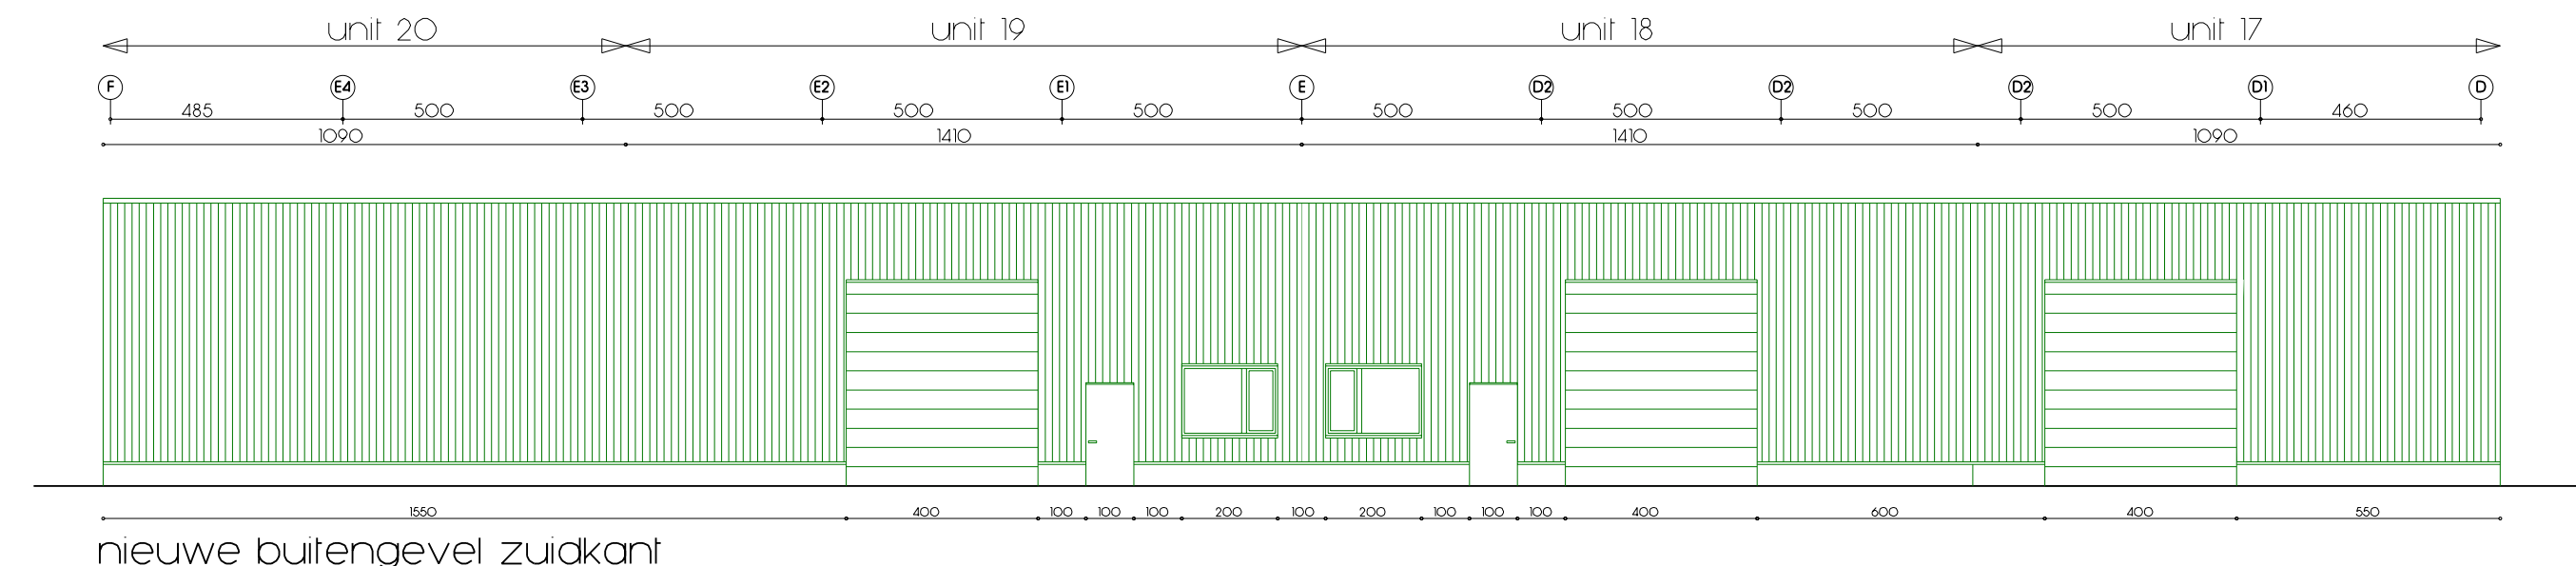 unit 20 unit 19 unit 18 unit 17
F E4 E3 E2 E1 E D2 D2 D2 D1 D
485 500 500 500 500 500 500 500 500 460
1090 1410 1410 1090
1550 400 100 100 100 200 100 200 100 100 100 400 600 400 550
nieuwe buitengevel zuidkant